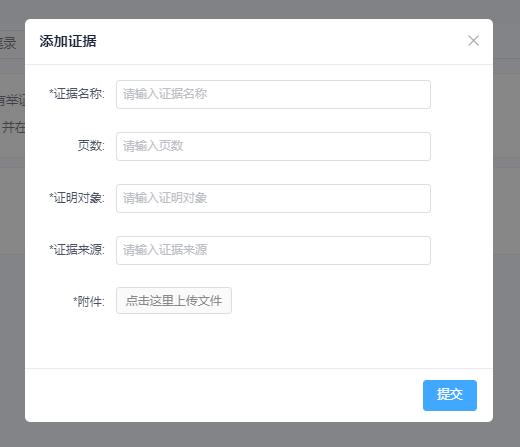 添加证据
*证据名称: 请输入证据名称
页数: 请输入页数
*证明对象: 请输入证明对象
*证据来源: 请输入证据来源
*附件: 点击这里上传文件
提交
有举证
并在